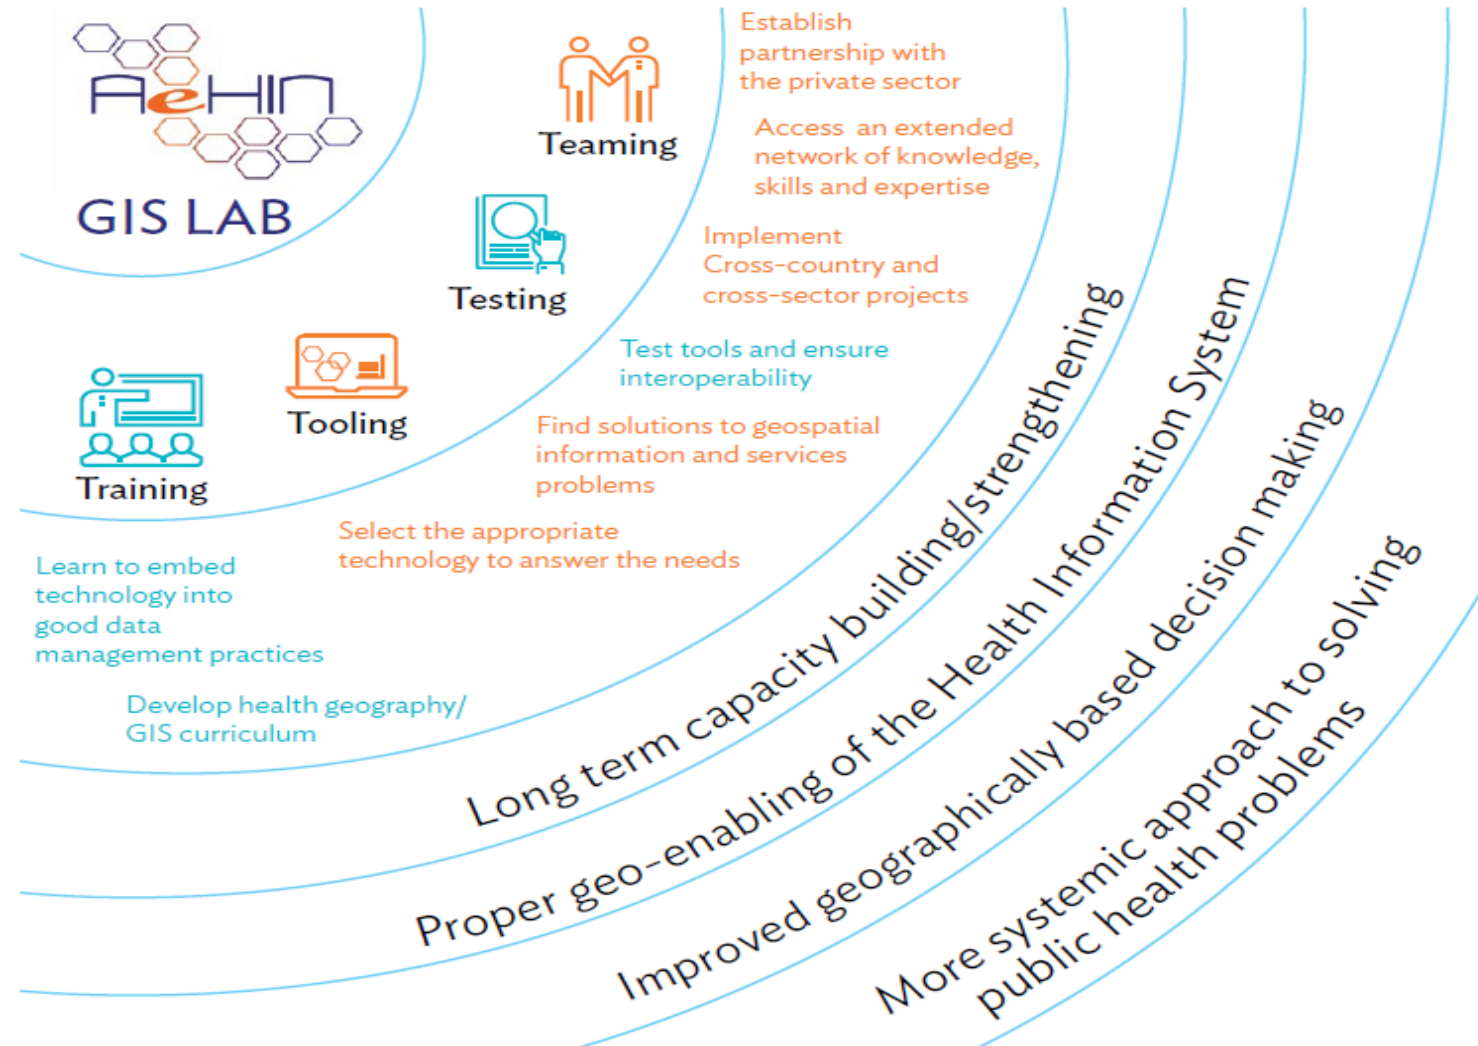 AeHIN
GIS LAB
Teaming
Testing
Tooling
Training
Establish
partnership with
the private sector
Access an extended
network of knowledge,
skills and expertise
Implement
Cross-country and
cross-sector projects
Test tools and ensure
interoperability
Find solutions to geospatial
information and services
problems
Select the appropriate
technology to answer the needs
Learn to embed
technology into
good data
management practices
Develop health geography/
GIS curriculum
Long term capacity building/strengthening
Proper geo-enabling of the Health Information System
Improved geographically based decision making
More systemic approach to solving
public health problems